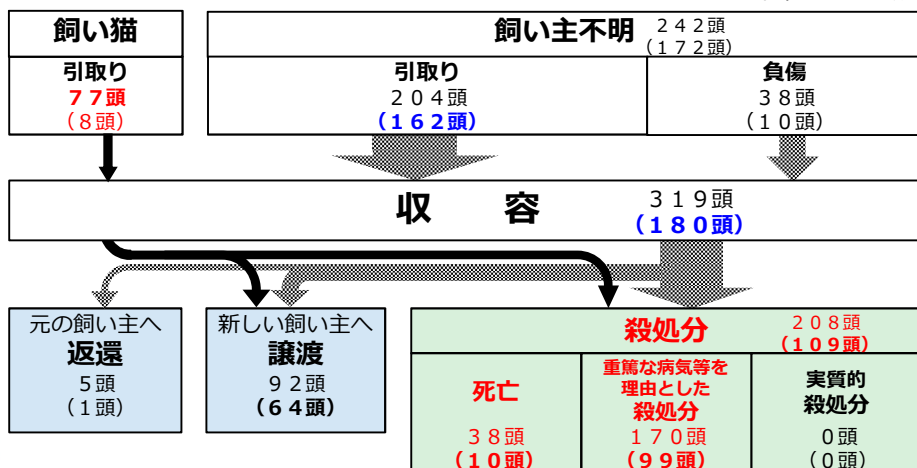 飼い猫
引取り
７７頭
（８頭）
飼い主不明 ２４２頭
（１７２頭）
引取り
２０４頭
（１６２頭）
負傷
３８頭
（１０頭）
収　容 ３１９頭
（１８０頭）
元の飼い主へ
返還
５頭
（１頭）
新しい飼い主へ
譲渡
９２頭
（６４頭）
殺処分 ２０８頭
（１０９頭）
死亡
３８頭
（１０頭）
重篤な病気等を
理由とした
殺処分
１７０頭
（９９頭）
実質的
殺処分
０頭
（０頭）